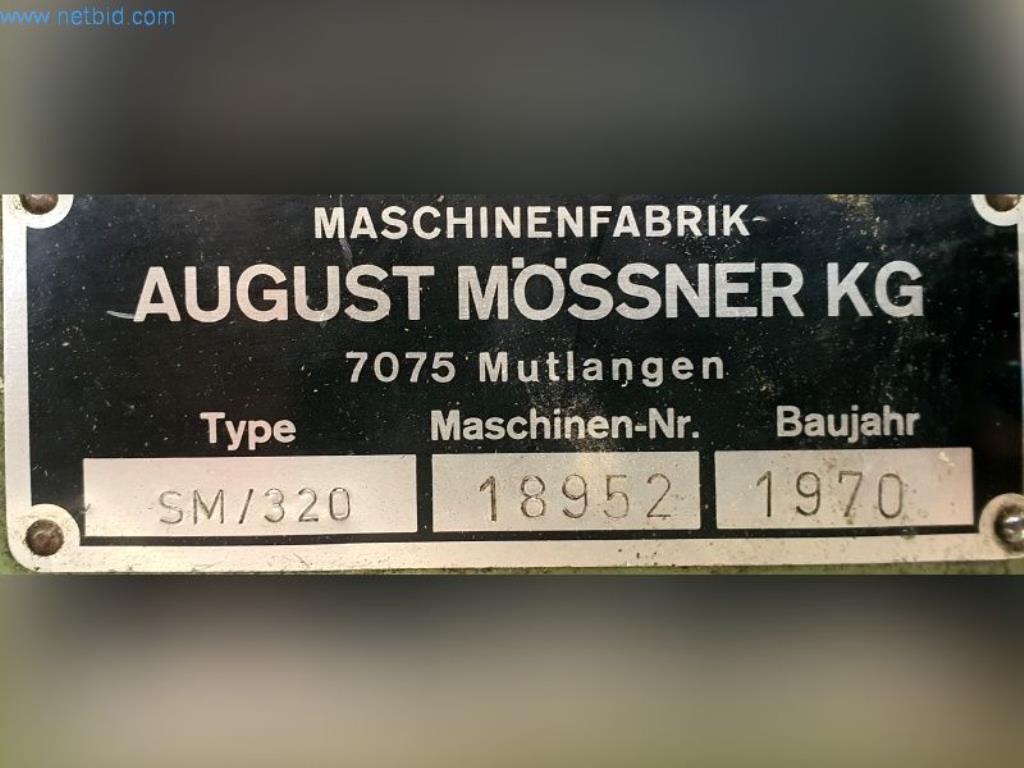 www.netbid.com
MASCHINENFABRIK
AUGUST MÖSSNER KG
7075 Mutlangen
Type Maschinen-Nr. Baujahr
SM/320 18952 1970